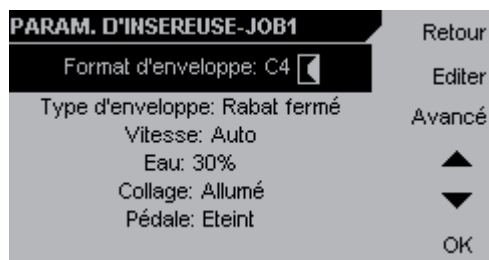 PARAM. D'INSEREUSE-JOB1
Format d'enveloppe: C4
Type d'enveloppe: Rabat fermé
Vitesse: Auto
Eau: 30%
Collage: Allumé
Pédale: Eteint
Retour
Editer
Avancé
OK